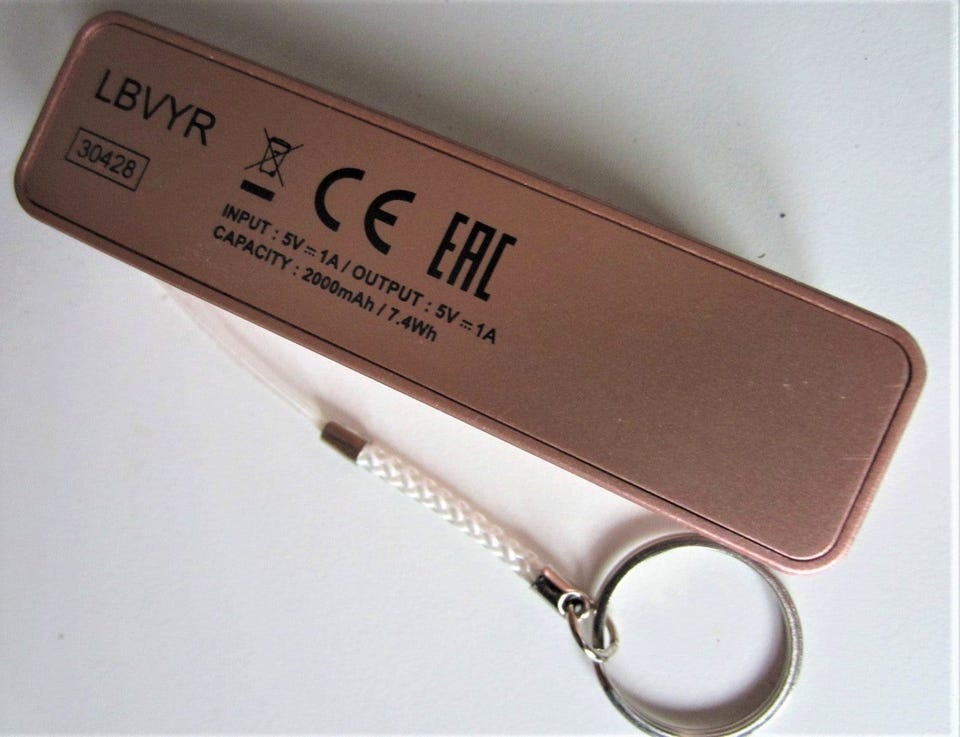 LBVYR
30428
CE EAC
INPUT : 5V⎓1A / OUTPUT : 5V⎓1A
CAPACITY : 2000mAh / 7.4Wh